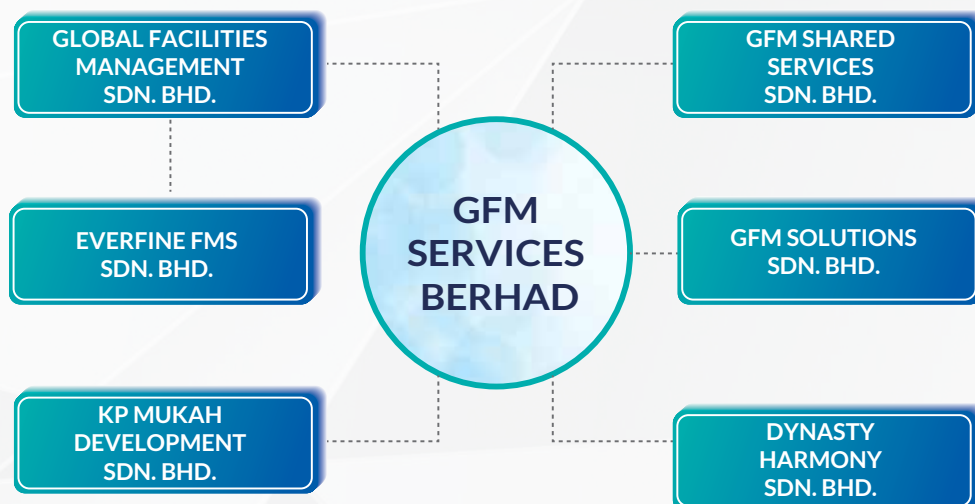 GLOBAL FACILITIES
MANAGEMENT
SDN. BHD.
GFM SHARED
SERVICES
SDN. BHD.
GFM
SERVICES
BERHAD
EVERFINE FMS
SDN. BHD.
GFM SOLUTIONS
SDN. BHD.
KP MUKAH
DEVELOPMENT
SDN. BHD.
DYNASTY
HARMONY
SDN. BHD.